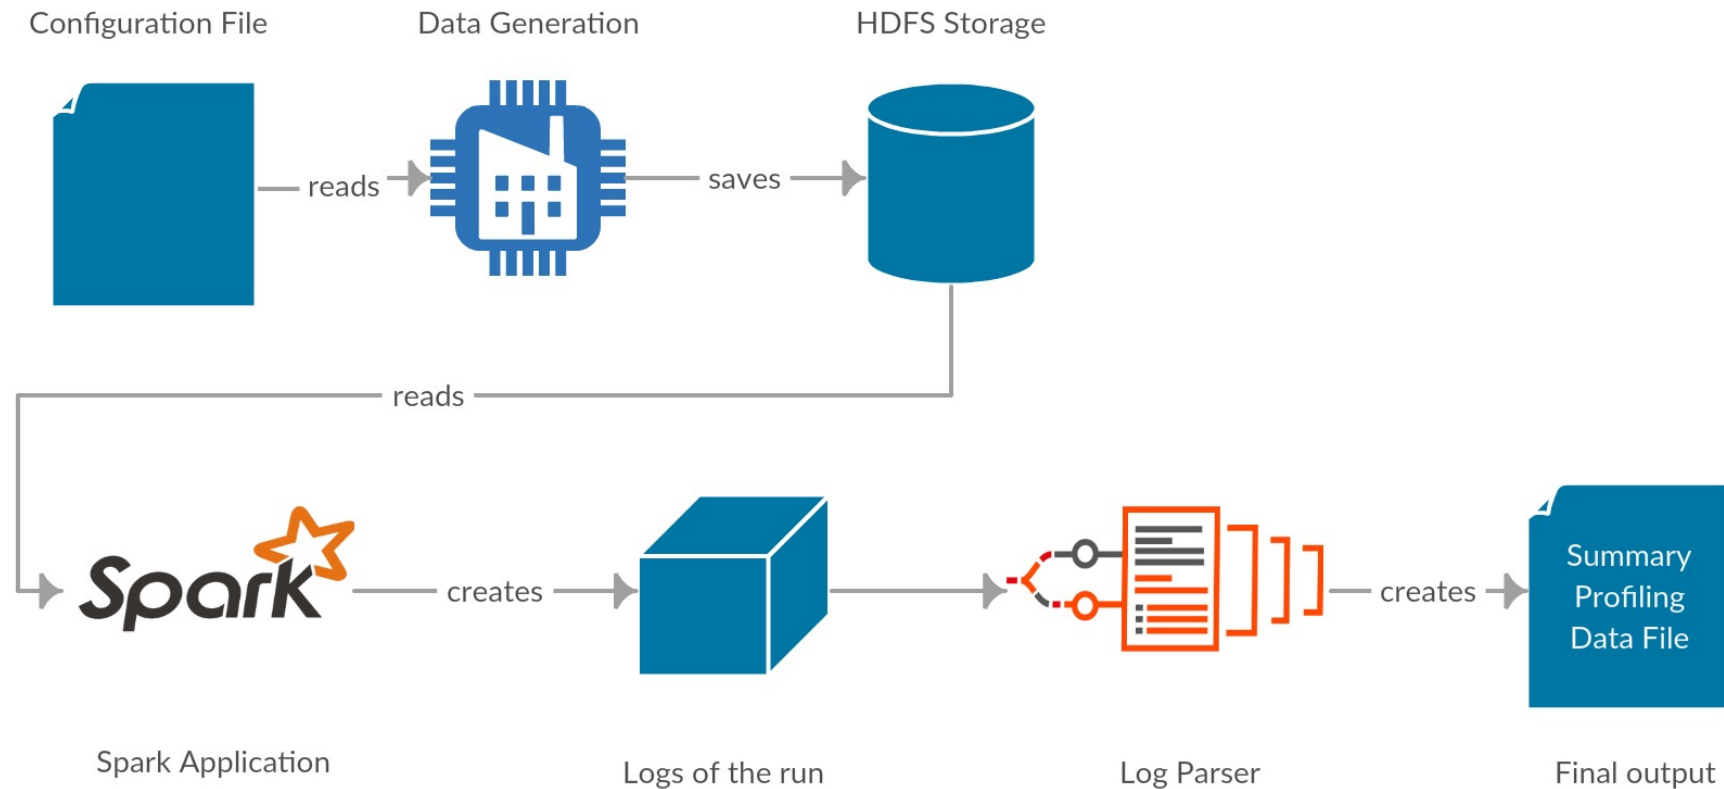 Configuration File
Data Generation
HDFS Storage
reads
saves
reads
Spark
creates
creates
Summary
Profiling
Data File
Spark Application
Logs of the run
Log Parser
Final output